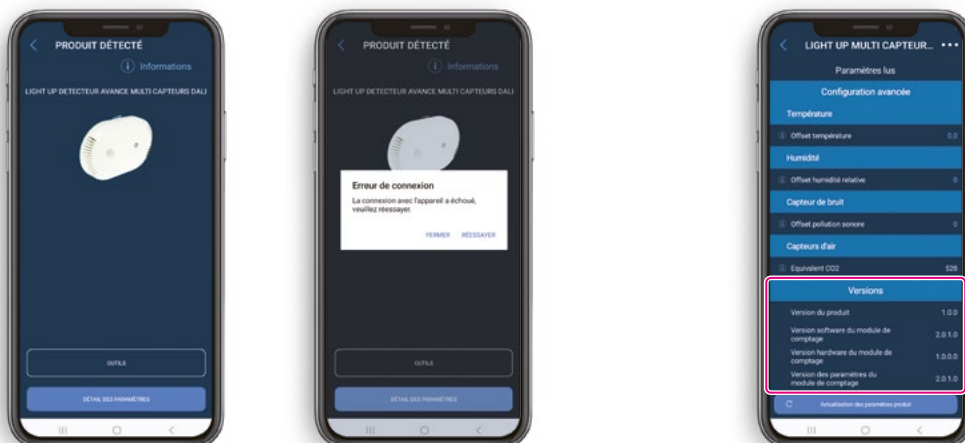 PRODUIT DÉTECTÉ
Informations
LIGHT UP DETECTEUR AVANCE MULTI CAPTEURS DALI
OUTILS
DÉTAIL DES PARAMÈTRES
PRODUIT DÉTECTÉ
Informations
LIGHT UP DETECTEUR AVANCE MULTI CAPTEURS DALI
Erreur de connexion
La connexion avec l'appareil a échoué,
veuillez réessayer.
FERMER RÉESSAYER
OUTILS
DÉTAIL DES PARAMÈTRES
LIGHT UP MULTI CAPTEUR...
Paramètres lus
Configuration avancée
Température
Offset température 0.0
Humidité
Offset humidité relative 0
Capteur de bruit
Offset pollution sonore 0
Capteurs d'air
Equivalent CO2 528
Versions
Version du produit 1.0.0
Version software du module de
comptage 2.0.1.0
Version hardware du module de
comptage 1.0.0.0
Version des paramètres du
module de comptage 2.0.1.0
Actualisation des paramètres produit